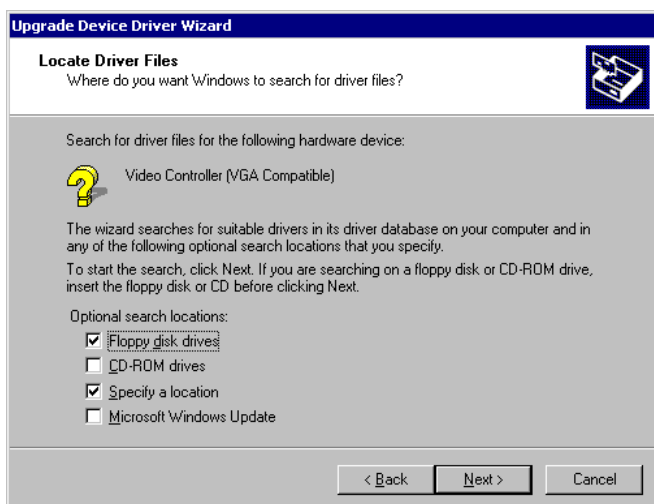 Upgrade Device Driver Wizard
Locate Driver Files
Where do you want Windows to search for driver files?
Search for driver files for the following hardware device:
Video Controller (VGA Compatible)
The wizard searches for suitable drivers in its driver database on your computer and in
any of the following optional search locations that you specify.
To start the search, click Next. If you are searching on a floppy disk or CD-ROM drive,
insert the floppy disk or CD before clicking Next.
Optional search locations:
Floppy disk drives
CD-ROM drives
Specify a location
Microsoft Windows Update
< Back Next > Cancel